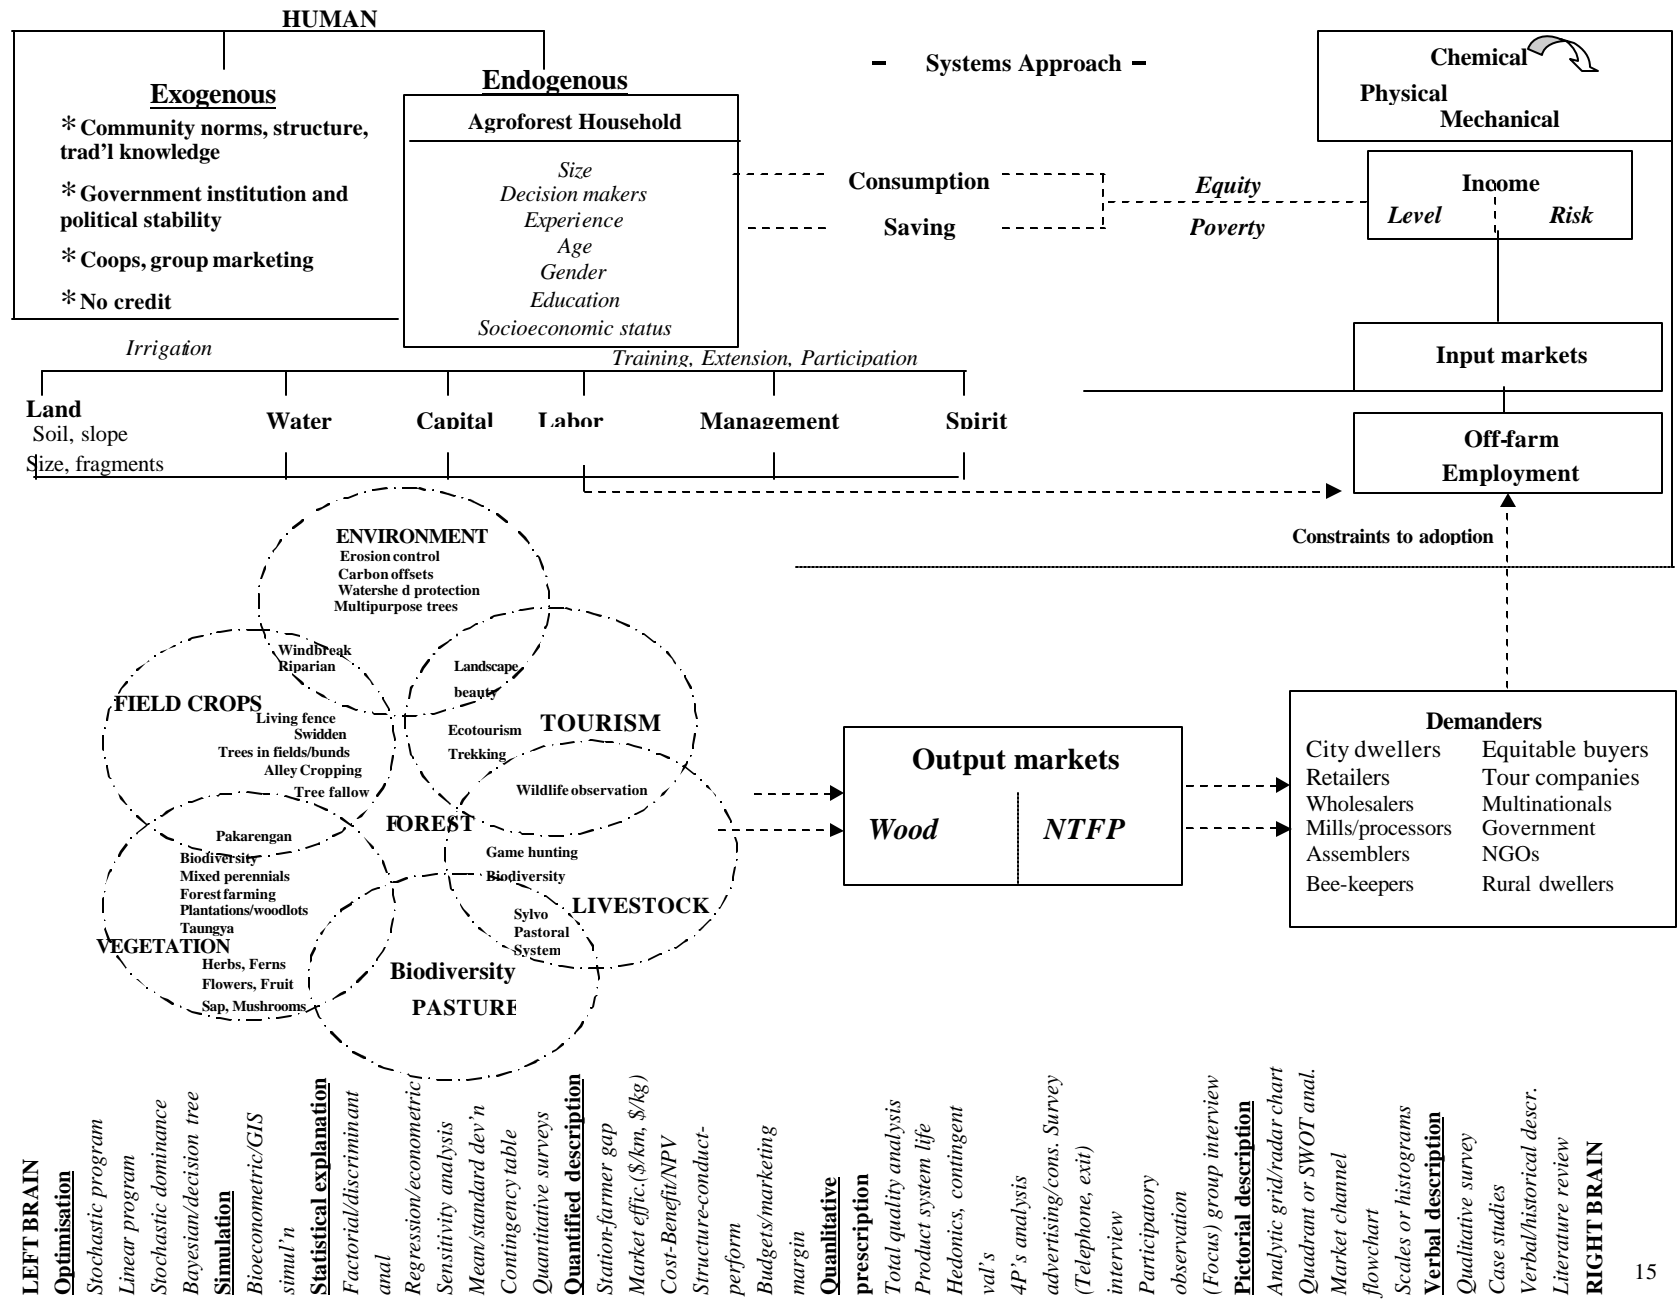 HUMAN
Exogenous
* Community norms, structure,
trad'l knowledge
* Government institution and
political stability
* Coops, group marketing
* No credit
Endogenous
Agroforest Household
Size
Decision makers
Experience
Age
Gender
Education
Socioeconomic status
– Systems Approach –
Consumption
Saving
Equity
Poverty
Chemical
Physical
Mechanical
Income
Level Risk
Input markets
Off-farm
Employment
Constraints to adoption
Irrigation
Training, Extension, Participation
Land
Soil, slope
Size, fragments
Water
Capital
Labor
Management
Spirit
ENVIRONMENT
Erosion control
Carbon offsets
Watershe d protection
Multipurpose trees
Windbreak
Riparian
Landscape
beauty
FIELD CROPS
Living fence
Swidden
Trees in fields/bunds
Alley Cropping
Tree fallow
Ecotourism
Trekking
TOURISM
Wildlife observation
FOREST
Pakarengan
Biodiversity
Mixed perennials
Forest farming
Plantations/woodlots
Taungya
VEGETATION
Herbs, Ferns
Flowers, Fruit
Sap, Mushrooms
Game hunting
Biodiversity
LIVESTOCK
Sylvo
Pastoral
System
Biodiversity
PASTURE
Output markets
Wood NTFP
Demanders
City dwellers Equitable buyers
Retailers Tour companies
Wholesalers Multinationals
Mills/processors Government
Assemblers NGOs
Bee-keepers Rural dwellers
LEFT BRAIN
Optimisation
Stochastic program
Linear program
Stochastic dominance
Bayesian/decision tree
Simulation
Bioeconometric/GIS
simul'n
Statistical explanation
Factorial/discriminant
anal
Regression/econometric
Sensitivity analysis
Mean/standard dev'n
Contingency table
Quantitative surveys
Quantified description
Station-farmer gap
Market effic.($/km, $/kg)
Cost-Benefit/NPV
Structure-conduct-
perform
Budgets/marketing
margin
Qunlitative
prescription
Total quality analysis
Product system life
Hedonics, contingent
val's
4P's analysis
advertising/cons. Survey
(Telephone, exit)
interview
Participatory
observation
(Focus) group interview
Pictorial description
Analytic grid/radar chart
Quadrant or SWOT anal.
Market channel
flowchart
Scales or histograms
Verbal description
Qualitative survey
Case studies
Verbal/historical descr.
Literature review
RIGHT BRAIN
15